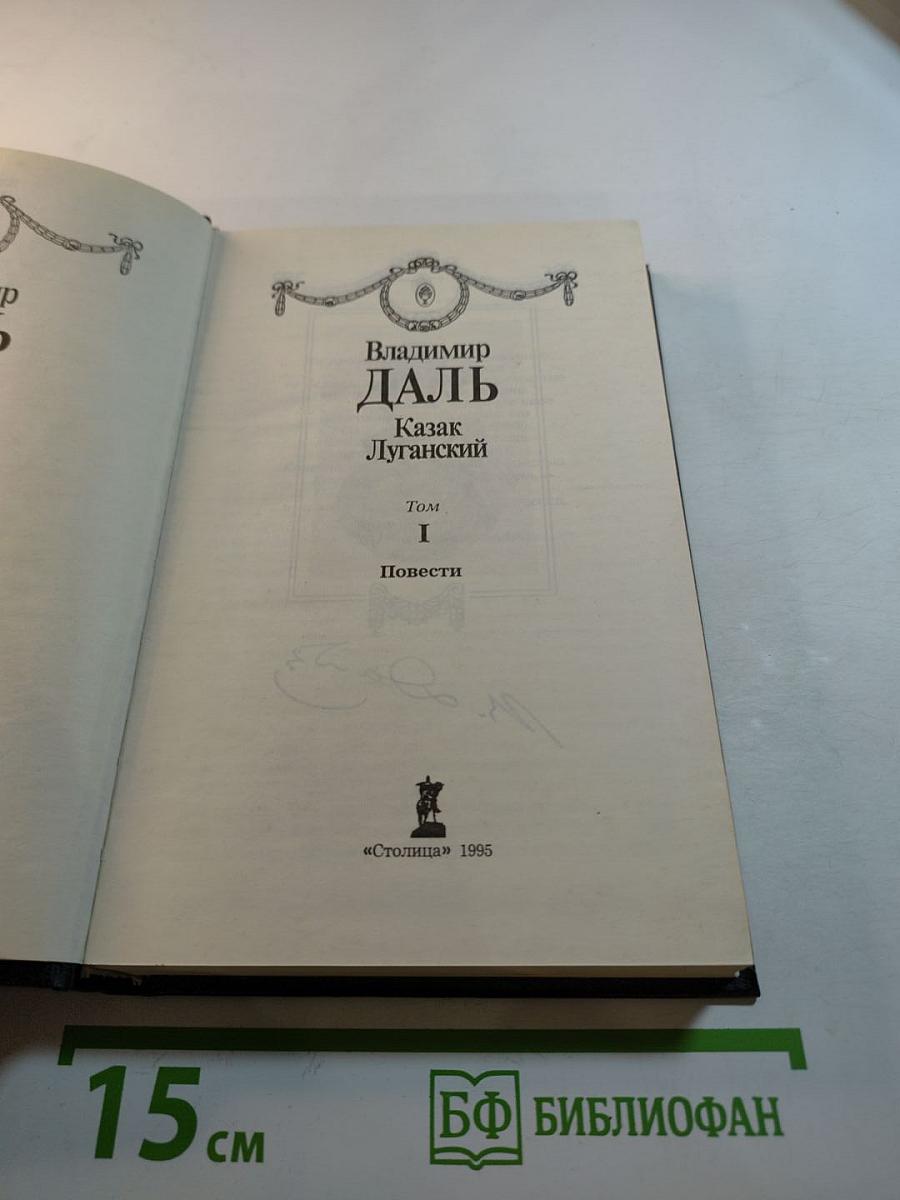 Владимир
ДАЛЬ
Казак
Луганский
Том
I
Повести
«Столица» 1995
15 см
БФ БИБЛИОФАН